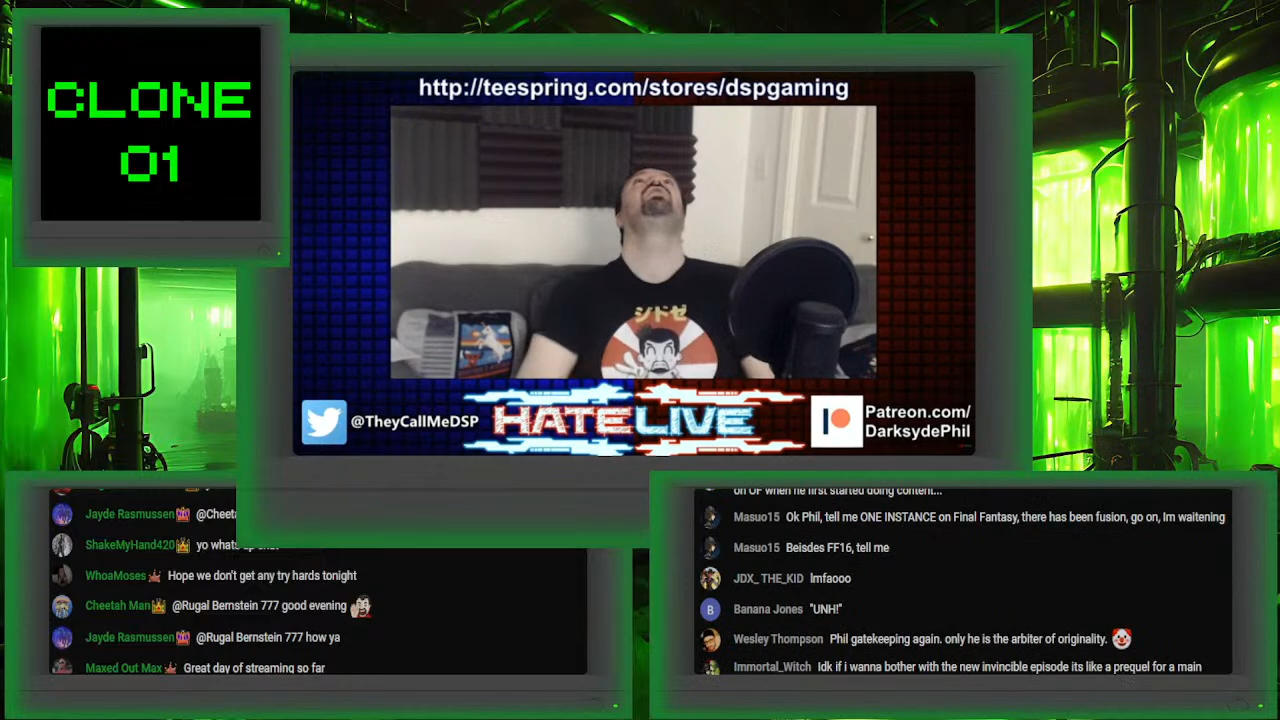 CLONE
01
http://teespring.com/stores/dspgaming
シドゼ
@TheyCallMeDSP
HATELIVE
Patreon.com/
DarksydePhil
Jayde Rasmussen @Cheeta
ShakeMyHand420 yo whats up chat
WhoaMoses Hope we don't get any try hards tonight
Cheetah Man @Rugal Bernstein 777 good evening
Jayde Rasmussen @Rugal Bernstein 777 how ya
Maxed Out Max Great day of streaming so far
on OF when he first started doing content...
Masuo15 Ok Phil, tell me ONE INSTANCE on Final Fantasy, there has been fusion, go on, Im waitening
Masuo15 Beisdes FF16, tell me
JDX_ THE_KID lmfaooo
B Banana Jones "UNH!"
Wesley Thompson Phil gatekeeping again. only he is the arbiter of originality.
Immortal_Witch Idk if i wanna bother with the new invincible episode its like a prequel for a main